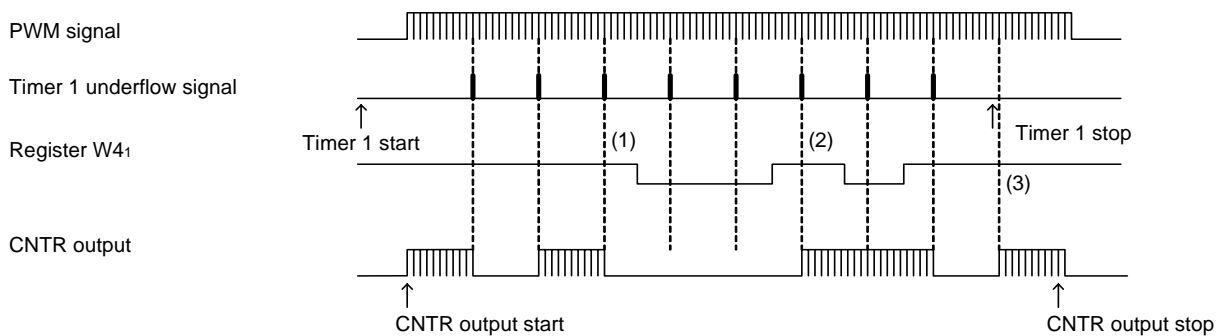 PWM signal
Timer 1 underflow signal
Timer 1 start
Timer 1 stop
Register W4₁
(1)
(2)
(3)
CNTR output
CNTR output start
CNTR output stop